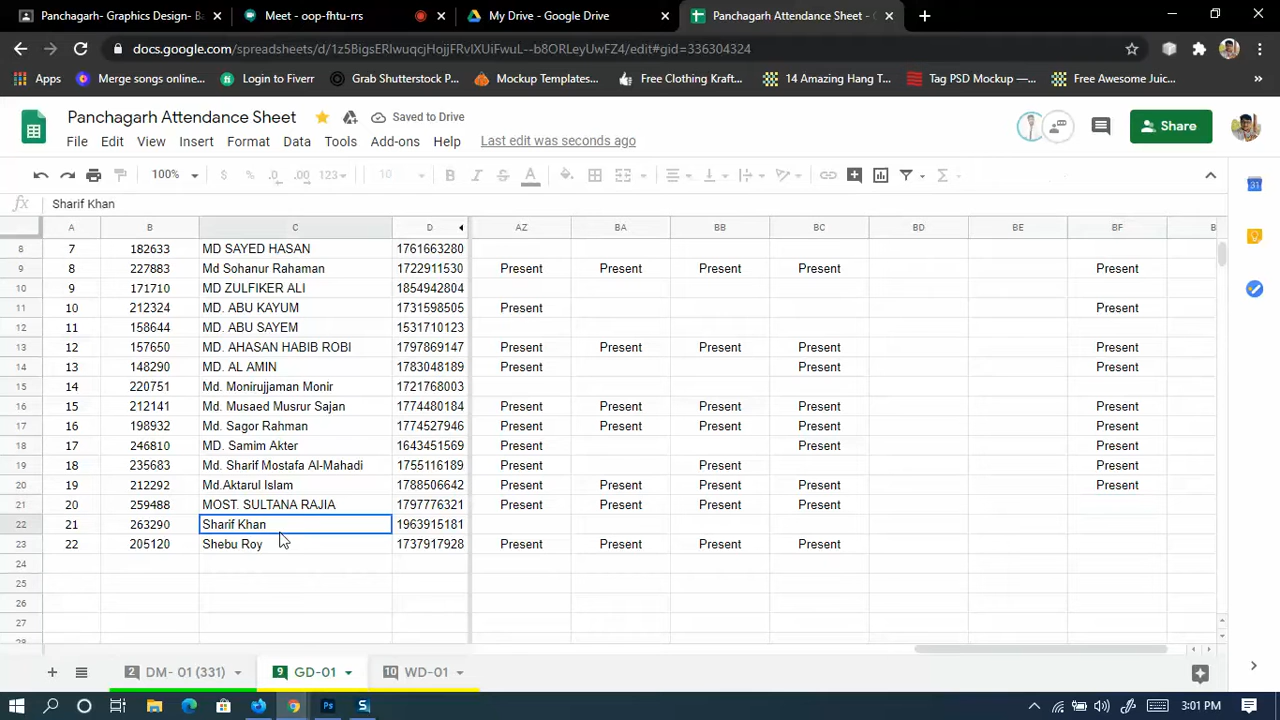 Panchagarh- Graphics Design- Ba
Meet - oop-fhtu-rrs
My Drive - Google Drive
Panchagarh Attendance Sheet -
docs.google.com/spreadsheets/d/1z5BigsERlwuqcjHojjFRvlXUiFwuL--b8ORLeyUwFZ4/edit#gid=336304324
Apps
Merge songs online...
Login to Fiverr
Grab Shutterstock P...
Mockup Templates...
Free Clothing Kraft...
14 Amazing Hang T...
Tag PSD Mockup —...
Free Awesome Juic...
Panchagarh Attendance Sheet
Saved to Drive
File Edit View Insert Format Data Tools Add-ons Help Last edit was seconds ago
Share
100% $ % .0 .00 123 10 B I S A
fx Sharif Khan
A B C D AZ BA BB BC BD BE BF
8 7 182633 MD SAYED HASAN 1761663280
9 8 227883 Md Sohanur Rahaman 1722911530 Present Present Present Present Present
10 9 171710 MD ZULFIKER ALI 1854942804
11 10 212324 MD. ABU KAYUM 1731598505 Present Present
12 11 158644 MD. ABU SAYEM 1531710123
13 12 157650 MD. AHASAN HABIB ROBI 1797869147 Present Present Present Present Present
14 13 148290 MD. AL AMIN 1783048189 Present Present Present
15 14 220751 Md. Monirujjaman Monir 1721768003
16 15 212141 Md. Musaed Musrur Sajan 1774480184 Present Present Present Present Present
17 16 198932 Md. Sagor Rahman 1774527946 Present Present Present Present Present
18 17 246810 MD. Samim Akter 1643451569 Present Present Present
19 18 235683 Md. Sharif Mostafa Al-Mahadi 1755116189 Present Present Present
20 19 212292 Md.Aktarul Islam 1788506642 Present Present Present Present Present
21 20 259488 MOST. SULTANA RAJIA 1797776321 Present Present Present Present
22 21 263290 Sharif Khan 1963915181
23 22 205120 Shebu Roy 1737917928 Present Present Present Present
24
25
26
27
28
2 DM- 01 (331) 9 GD-01 10 WD-01
3:01 PM